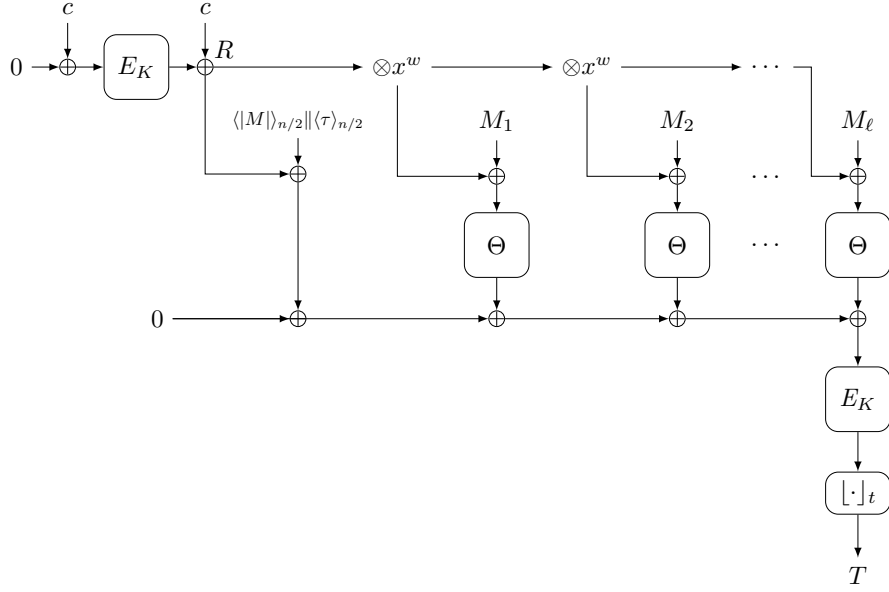 c c
0 E_K R ⊗x^w ⊗x^w ···
⟨|M|⟩_{n/2}∥⟨τ⟩_{n/2} M_1 M_2 M_ℓ
···
Θ Θ ··· Θ
0
E_K
⌊·⌋_t
T